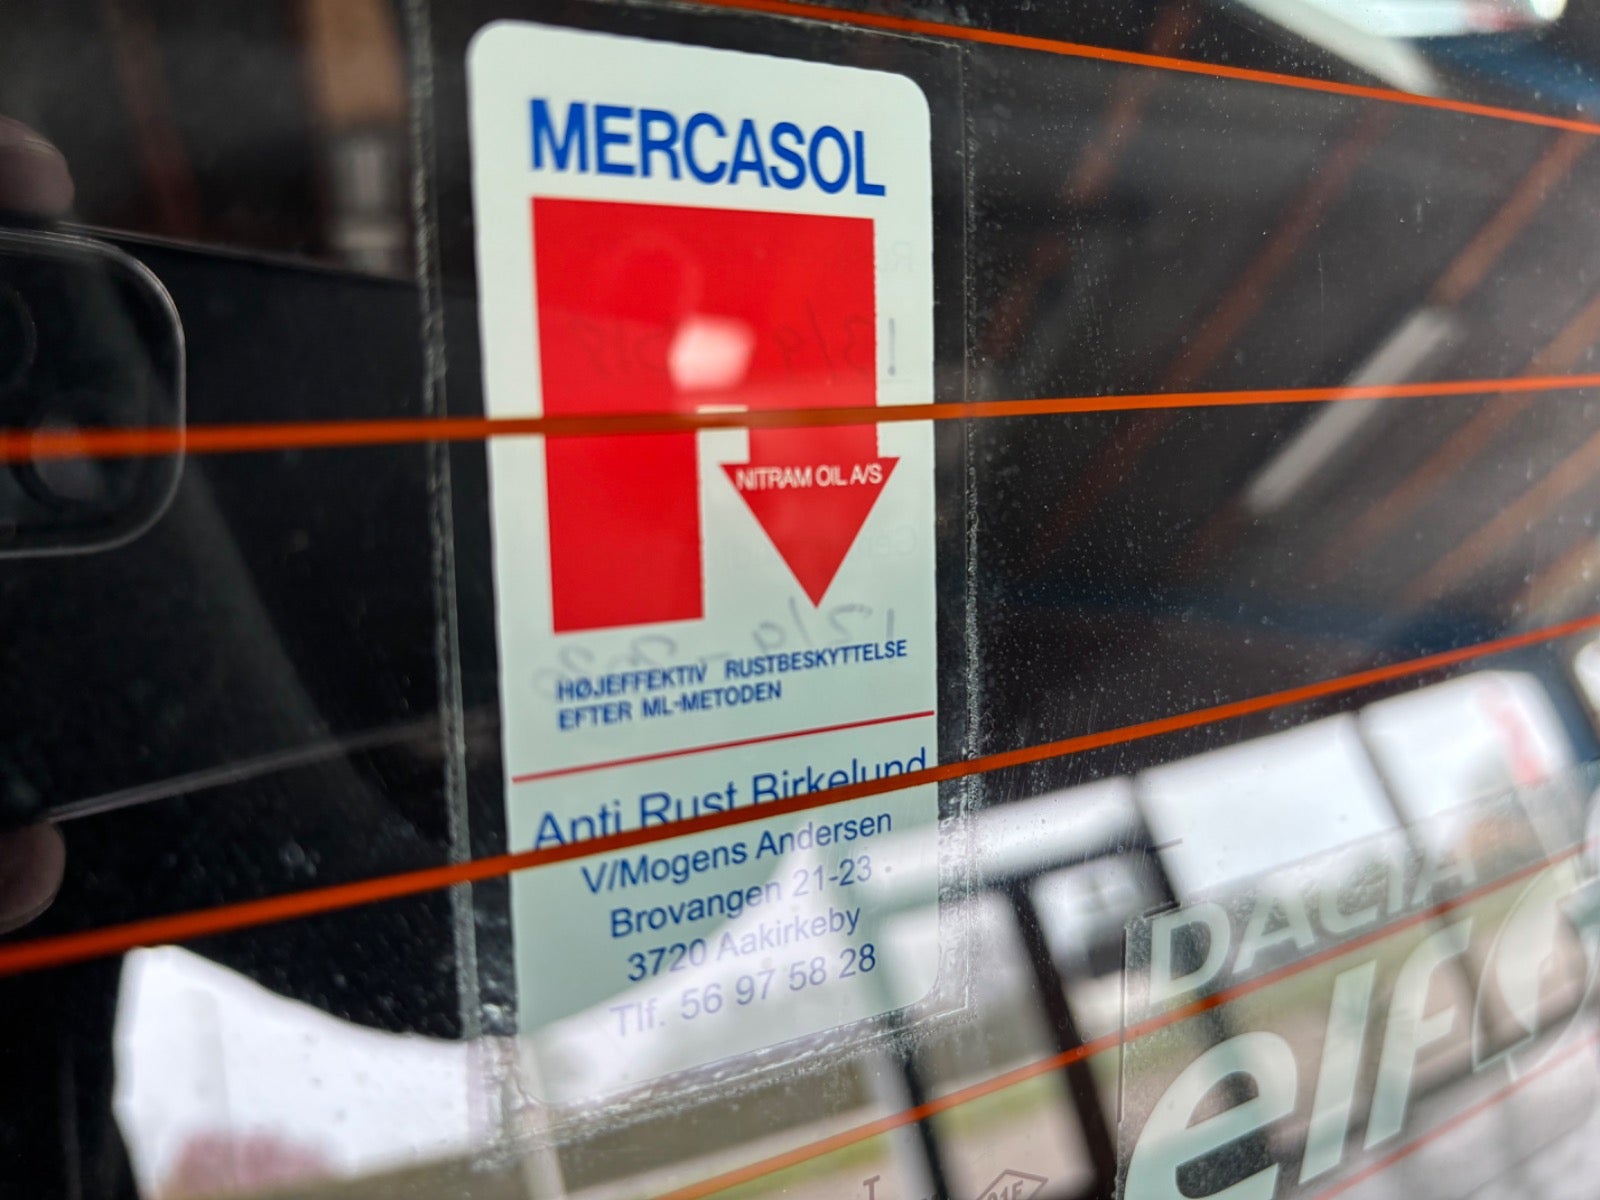 MERCASOL
NITRAM OIL A/S
HØJEFFEKTIV RUSTBESKYTTELSE
EFTER ML-METODEN
Anti Rust Birkelund
V/Mogens Andersen
Brovangen 21-23
3720 Aakirkeby
Tlf. 56 97 58 28
DACIA
elf